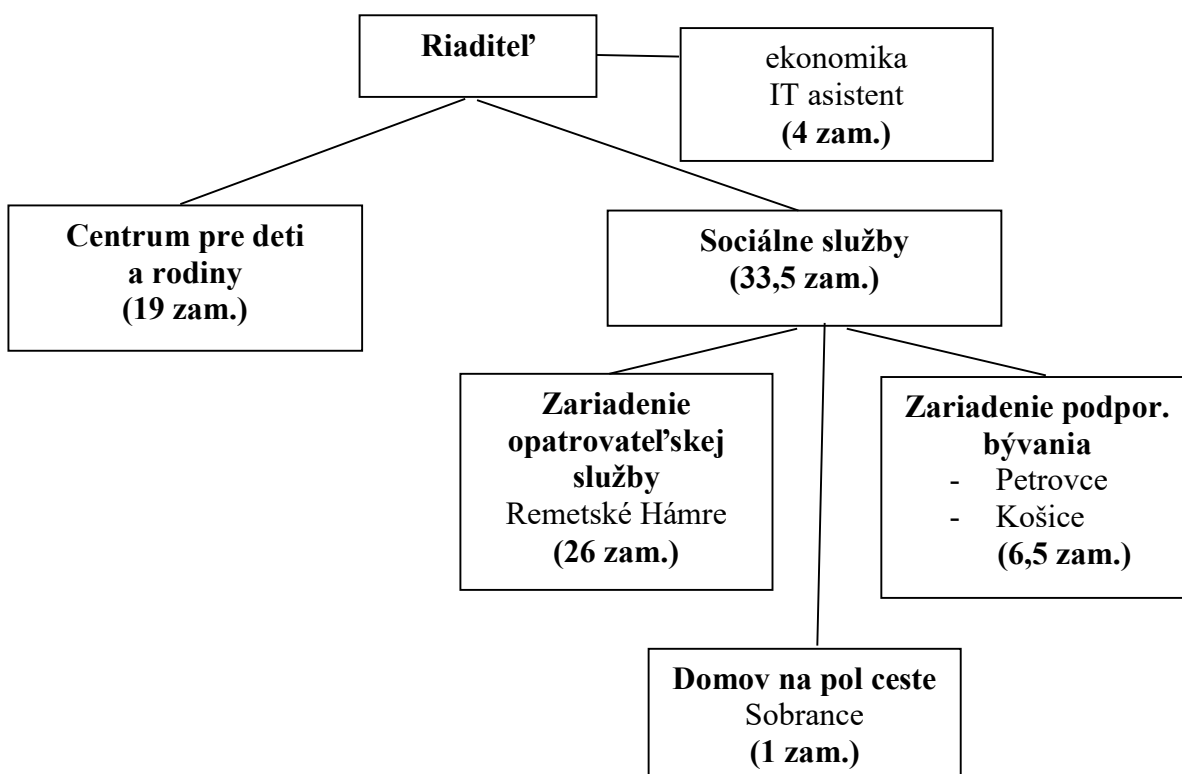 Riaditeľ
ekonomika
IT asistent
(4 zam.)
Centrum pre deti
a rodiny
(19 zam.)
Sociálne služby
(33,5 zam.)
Zariadenie
opatrovateľskej
služby
Remetské Hámre
(26 zam.)
Zariadenie podpor.
bývania
- Petrovce
- Košice
(6,5 zam.)
Domov na pol ceste
Sobrance
(1 zam.)